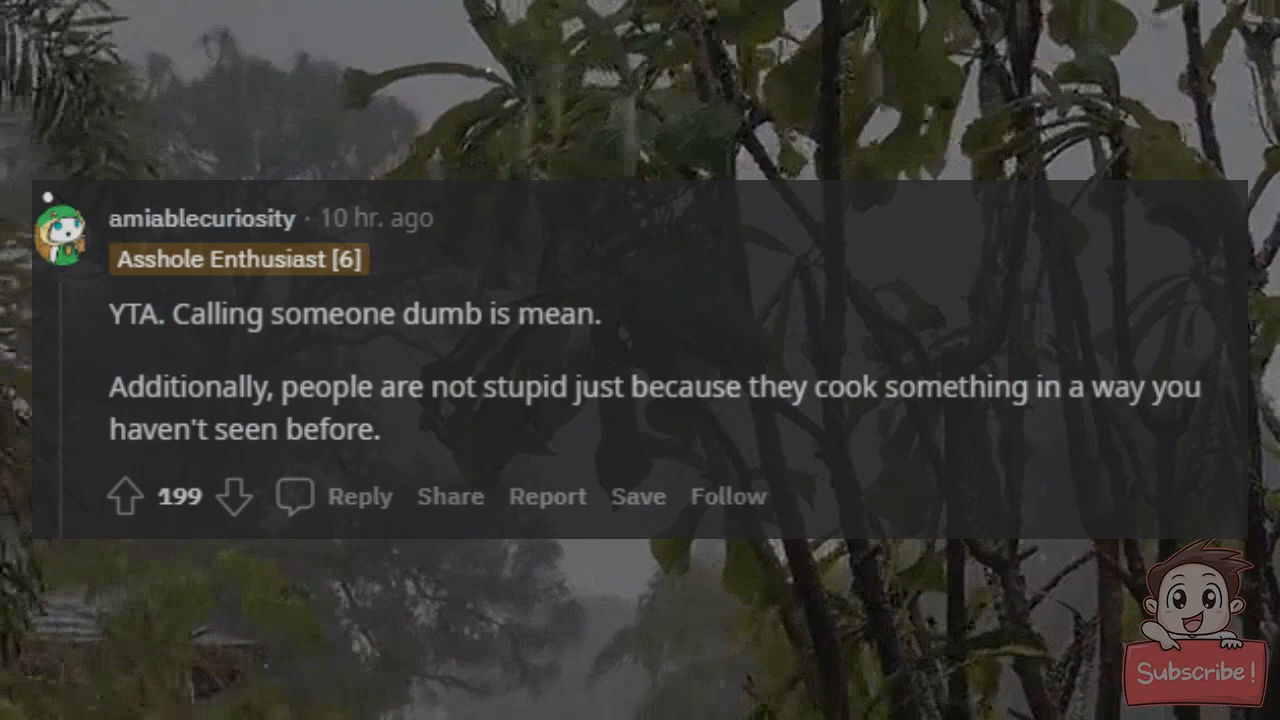 amiablecuriosity · 10 hr. ago
Asshole Enthusiast [6]
YTA. Calling someone dumb is mean.
Additionally, people are not stupid just because they cook something in a way you
haven't seen before.
199 Reply Share Report Save Follow
Subscribe!